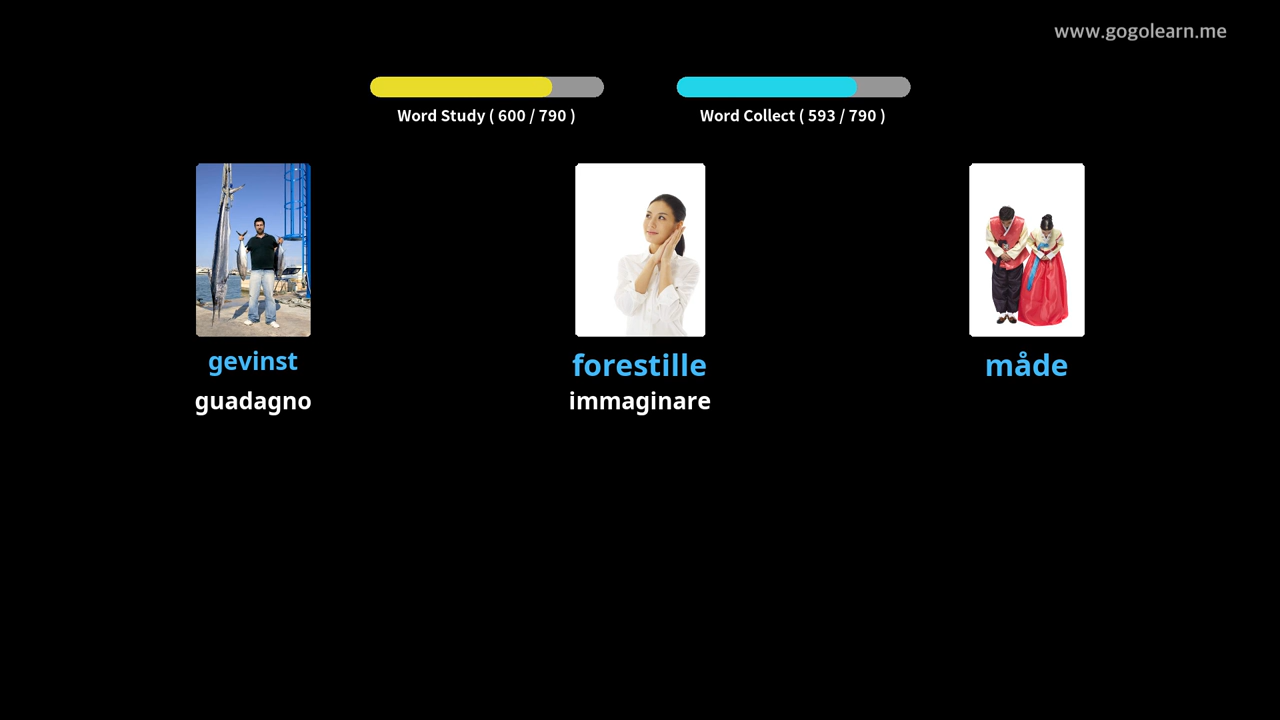 www.gogolearn.me
Word Study ( 600 / 790 )
Word Collect ( 593 / 790 )
gevinst
guadagno
forestille
immaginare
måde